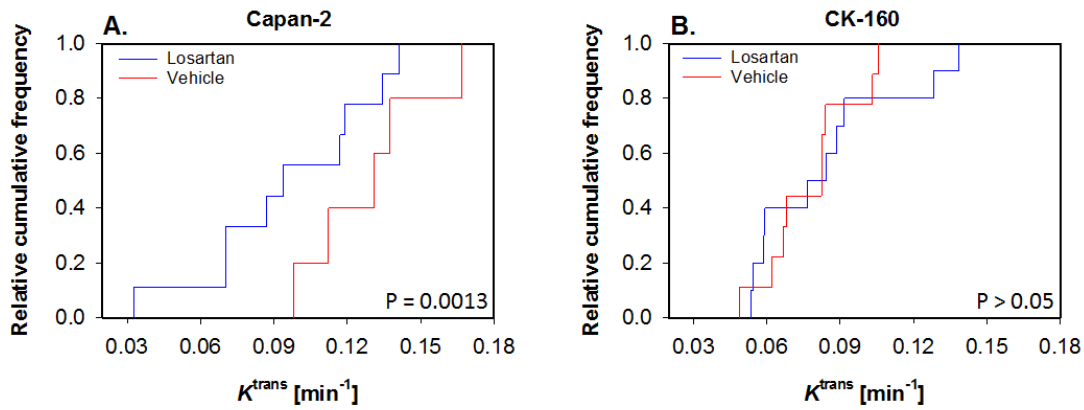 A. Capan-2
Relative cumulative frequency
1.0
0.8
0.6
0.4
0.2
0.0
Losartan
Vehicle
P = 0.0013
0.03 0.06 0.09 0.12 0.15 0.18
Ktrans [min-1]
B. CK-160
Relative cumulative frequency
1.0
0.8
0.6
0.4
0.2
0.0
Losartan
Vehicle
P > 0.05
0.03 0.06 0.09 0.12 0.15 0.18
Ktrans [min-1]